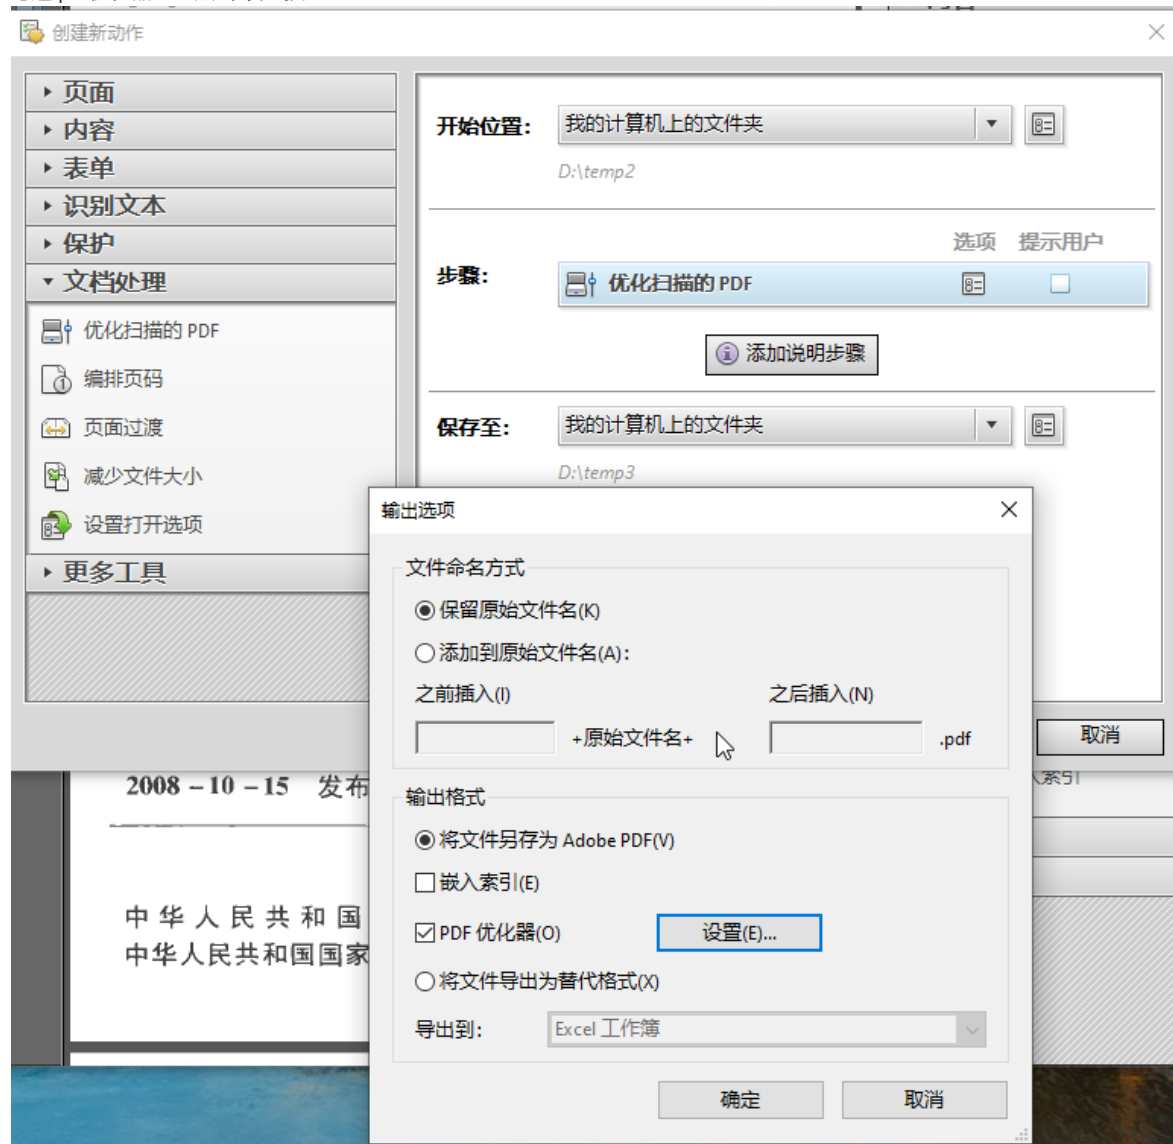 创建新动作
页面
内容
表单
识别文本
保护
文档处理
优化扫描的 PDF
编排页码
页面过渡
减少文件大小
设置打开选项
更多工具
开始位置：
我的计算机上的文件夹
D:\temp2
选项 提示用户
步骤：
优化扫描的 PDF
添加说明步骤
保存至：
我的计算机上的文件夹
D:\temp3
取消
输出选项
文件命名方式
保留原始文件名(K)
添加到原始文件名(A)：
之前插入(I) 之后插入(N)
+原始文件名+ .pdf
输出格式
将文件另存为 Adobe PDF(V)
嵌入索引(E)
PDF 优化器(O) 设置(E)...
将文件导出为替代格式(X)
导出到： Excel 工作簿
确定 取消
2008－10－15 发布
中华人民共和国
中华人民共和国国家
索引